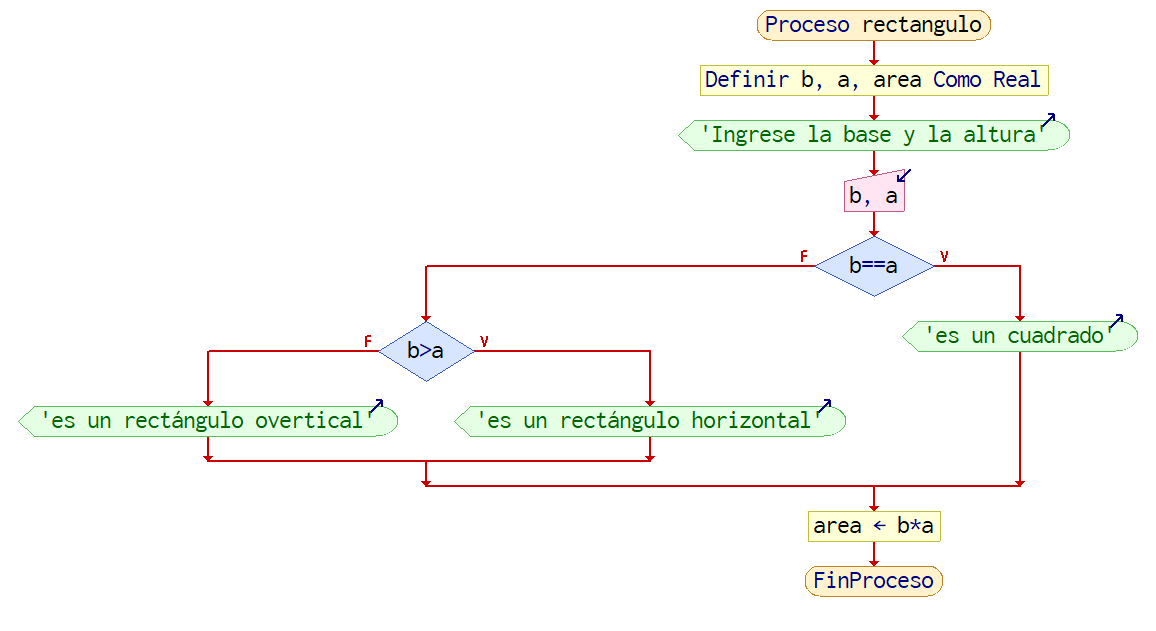 Proceso rectangulo
Definir b, a, area Como Real
'Ingrese la base y la altura'
b, a
F
b==a
V
'es un cuadrado'
F
b>a
V
'es un rectángulo overtical'
'es un rectángulo horizontal'
area ← b*a
FinProceso